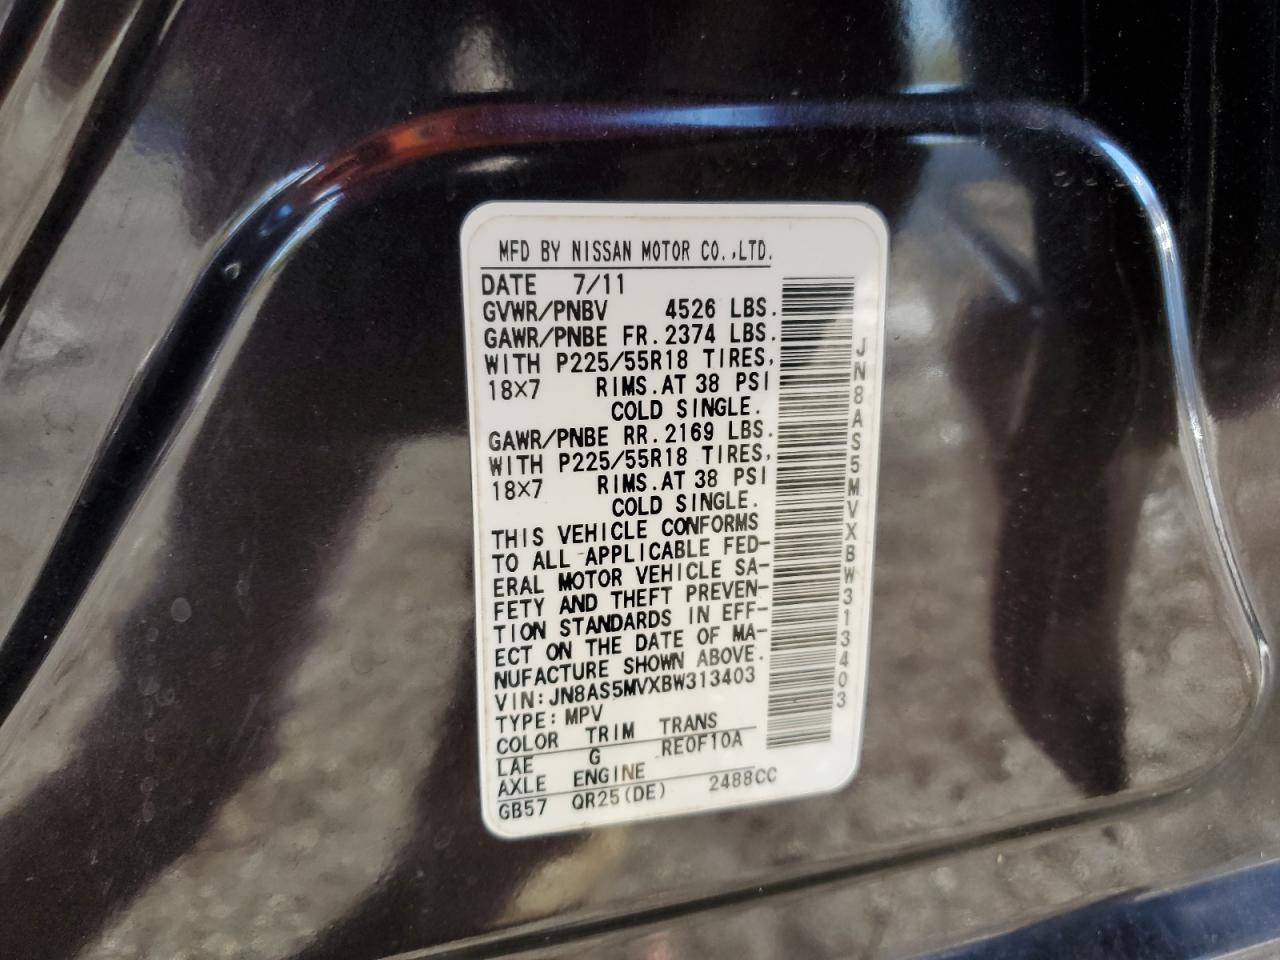 MFD BY NISSAN MOTOR CO.,LTD.
DATE 7/11
GVWR/PNBV 4526 LBS.
GAWR/PNBE FR. 2374 LBS.
WITH P225/55R18 TIRES,
18X7 RIMS. AT 38 PSI
COLD SINGLE.
GAWR/PNBE RR. 2169 LBS.
WITH P225/55R18 TIRES,
18X7 RIMS. AT 38 PSI
COLD SINGLE.
THIS VEHICLE CONFORMS
TO ALL APPLICABLE FED-
ERAL MOTOR VEHICLE SA-
FETY AND THEFT PREVEN-
TION STANDARDS IN EFF-
ECT ON THE DATE OF MA-
NUFACTURE SHOWN ABOVE.
VIN: JN8AS5MVXBW313403
TYPE: MPV
COLOR TRIM TRANS
LAE G RE0F10A
AXLE ENGINE
GB57 QR25(DE) 2488CC
JN8AS5MVXBW313403